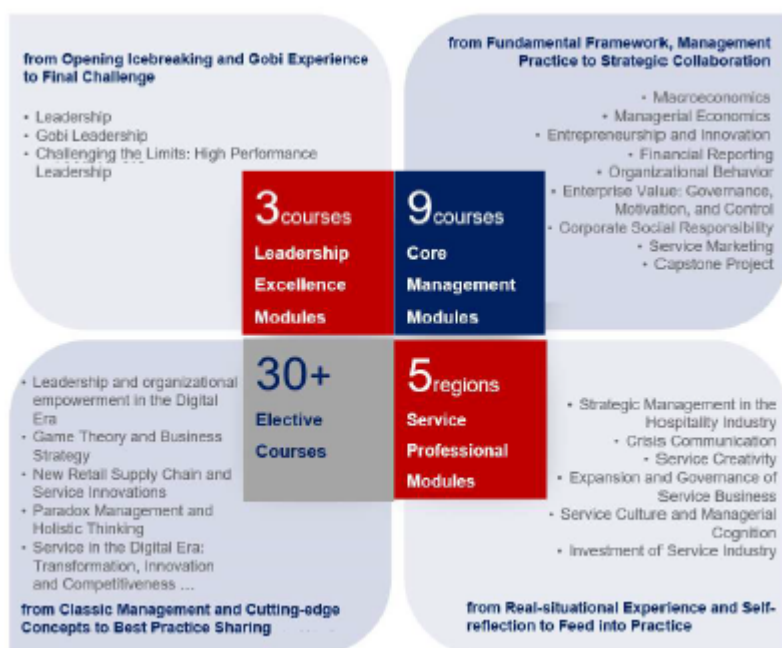 from Opening Icebreaking and Gobi Experience
to Final Challenge
• Leadership
• Gobi Leadership
• Challenging the Limits: High Performance
Leadership
from Fundamental Framework, Management
Practice to Strategic Collaboration
• Macroeconomics
• Managerial Economics
• Entrepreneurship and Innovation
• Financial Reporting
• Organizational Behavior
• Enterprise Value: Governance,
Motivation, and Control
• Corporate Social Responsibility
• Service Marketing
• Capstone Project
3 courses
Leadership
Excellence
Modules
9 courses
Core
Management
Modules
30+
Elective
Courses
5 regions
Service
Professional
Modules
• Leadership and organizational
empowerment in the Digital
Era
• Game Theory and Business
Strategy
• New Retail Supply Chain and
Service Innovations
• Paradox Management and
Holistic Thinking
• Service in the Digital Era:
Transformation, Innovation
and Competitiveness ...
from Classic Management and Cutting-edge
Concepts to Best Practice Sharing
• Strategic Management in the
Hospitality Industry
• Crisis Communication
• Service Creativity
• Expansion and Governance of
Service Business
• Service Culture and Managerial
Cognition
• Investment of Service Industry
from Real-situational Experience and Self-
reflection to Feed into Practice